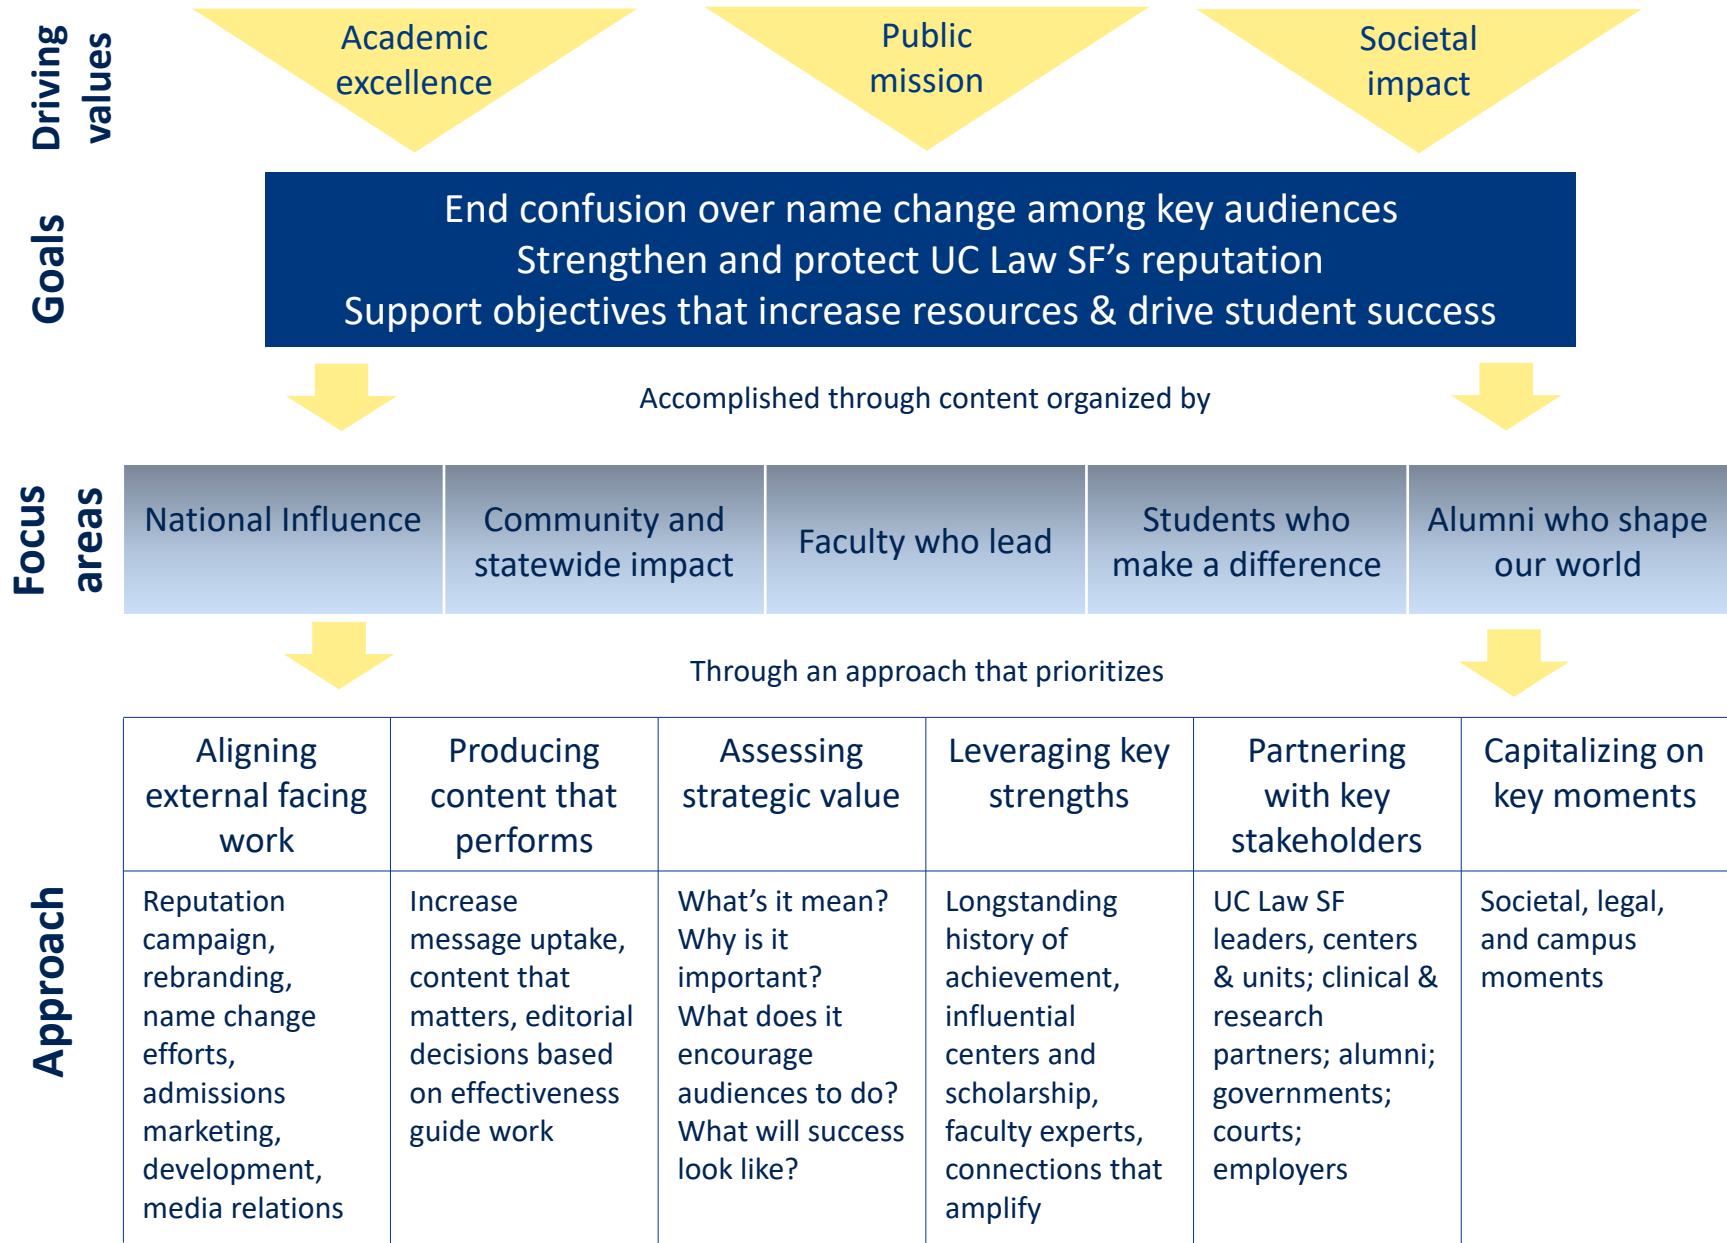 Driving
values
Academic
excellence
Public
mission
Societal
impact
Goals
End confusion over name change among key audiences
Strengthen and protect UC Law SF’s reputation
Support objectives that increase resources & drive student success
Accomplished through content organized by
Focus
areas
National Influence
Community and
statewide impact
Faculty who lead
Students who
make a difference
Alumni who shape
our world
Through an approach that prioritizes
Approach
Aligning
external facing
work
Producing
content that
performs
Assessing
strategic value
Leveraging key
strengths
Partnering
with key
stakeholders
Capitalizing on
key moments
Reputation
campaign,
rebranding,
name change
efforts,
admissions
marketing,
development,
media relations
Increase
message uptake,
content that
matters, editorial
decisions based
on effectiveness
guide work
What’s it mean?
Why is it
important?
What does it
encourage
audiences to do?
What will success
look like?
Longstanding
history of
achievement,
influential
centers and
scholarship,
faculty experts,
connections that
amplify
UC Law SF
leaders, centers
& units; clinical &
research
partners; alumni;
governments;
courts;
employers
Societal, legal,
and campus
moments